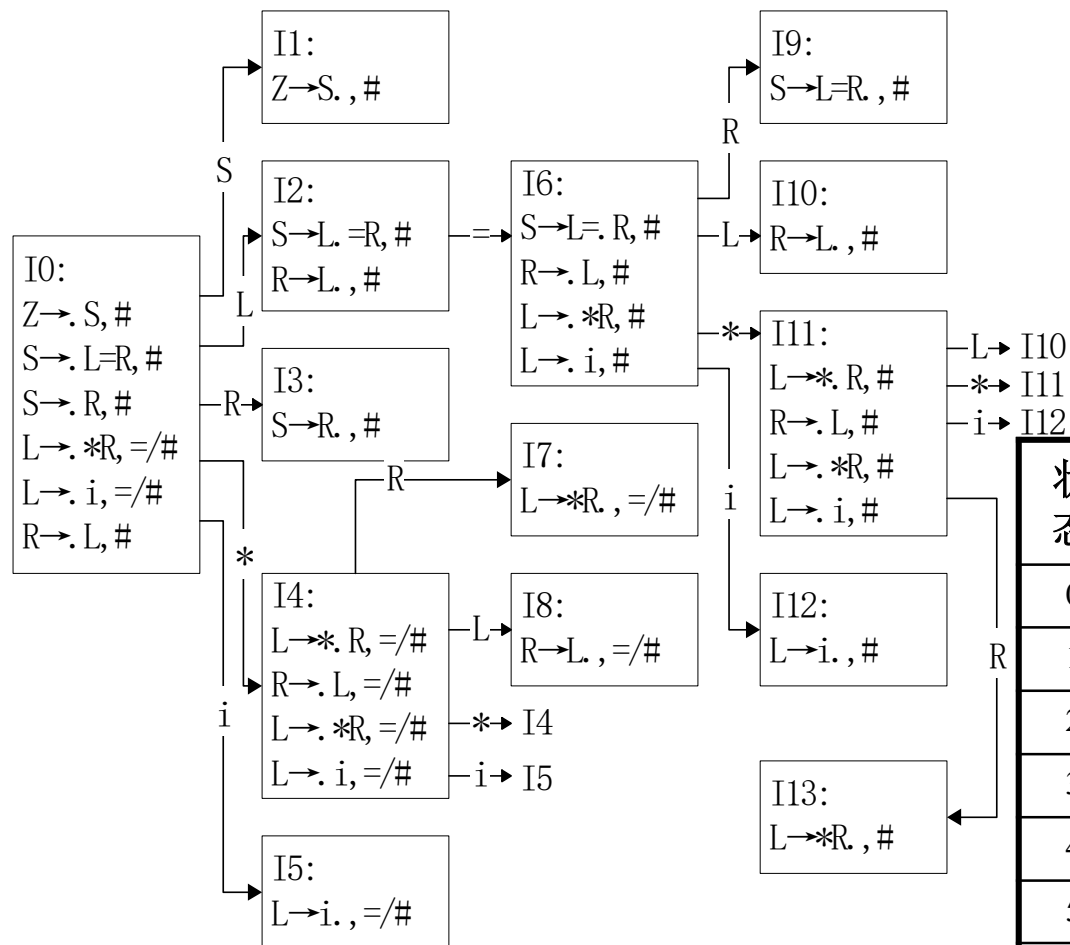 I0:
Z→.S,#
S→.L=R,#
S→.R,#
L→.*R,=/#
L→.i,=/#
R→.L,#
S
L
R
*
i
I1:
Z→S.,#
I2:
S→L.=R,#
R→L.,#
=
I3:
S→R.,#
I4:
L→*.R,=/#
R→.L,=/#
L→.*R,=/#
L→.i,=/#
R
L
* I4
i I5
I5:
L→i.,=/#
I6:
S→L=.R,#
R→.L,#
L→.*R,#
L→.i,#
R
L
*
i
I7:
L→*R.,=/#
I8:
R→L.,=/#
I9:
S→L=R.,#
I10:
R→L.,#
I11:
L→*.R,#
R→.L,#
L→.*R,#
L→.i,#
L I10
* I11
i I12
R
I12:
L→i.,#
I13:
L→*R.,#